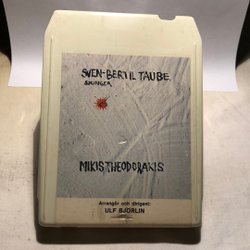 SVEN-BERTIL TAUBE
SJUNGER
MIKIS THEODORAKIS
Arrangör och dirigent:
ULF BJÖRLIN